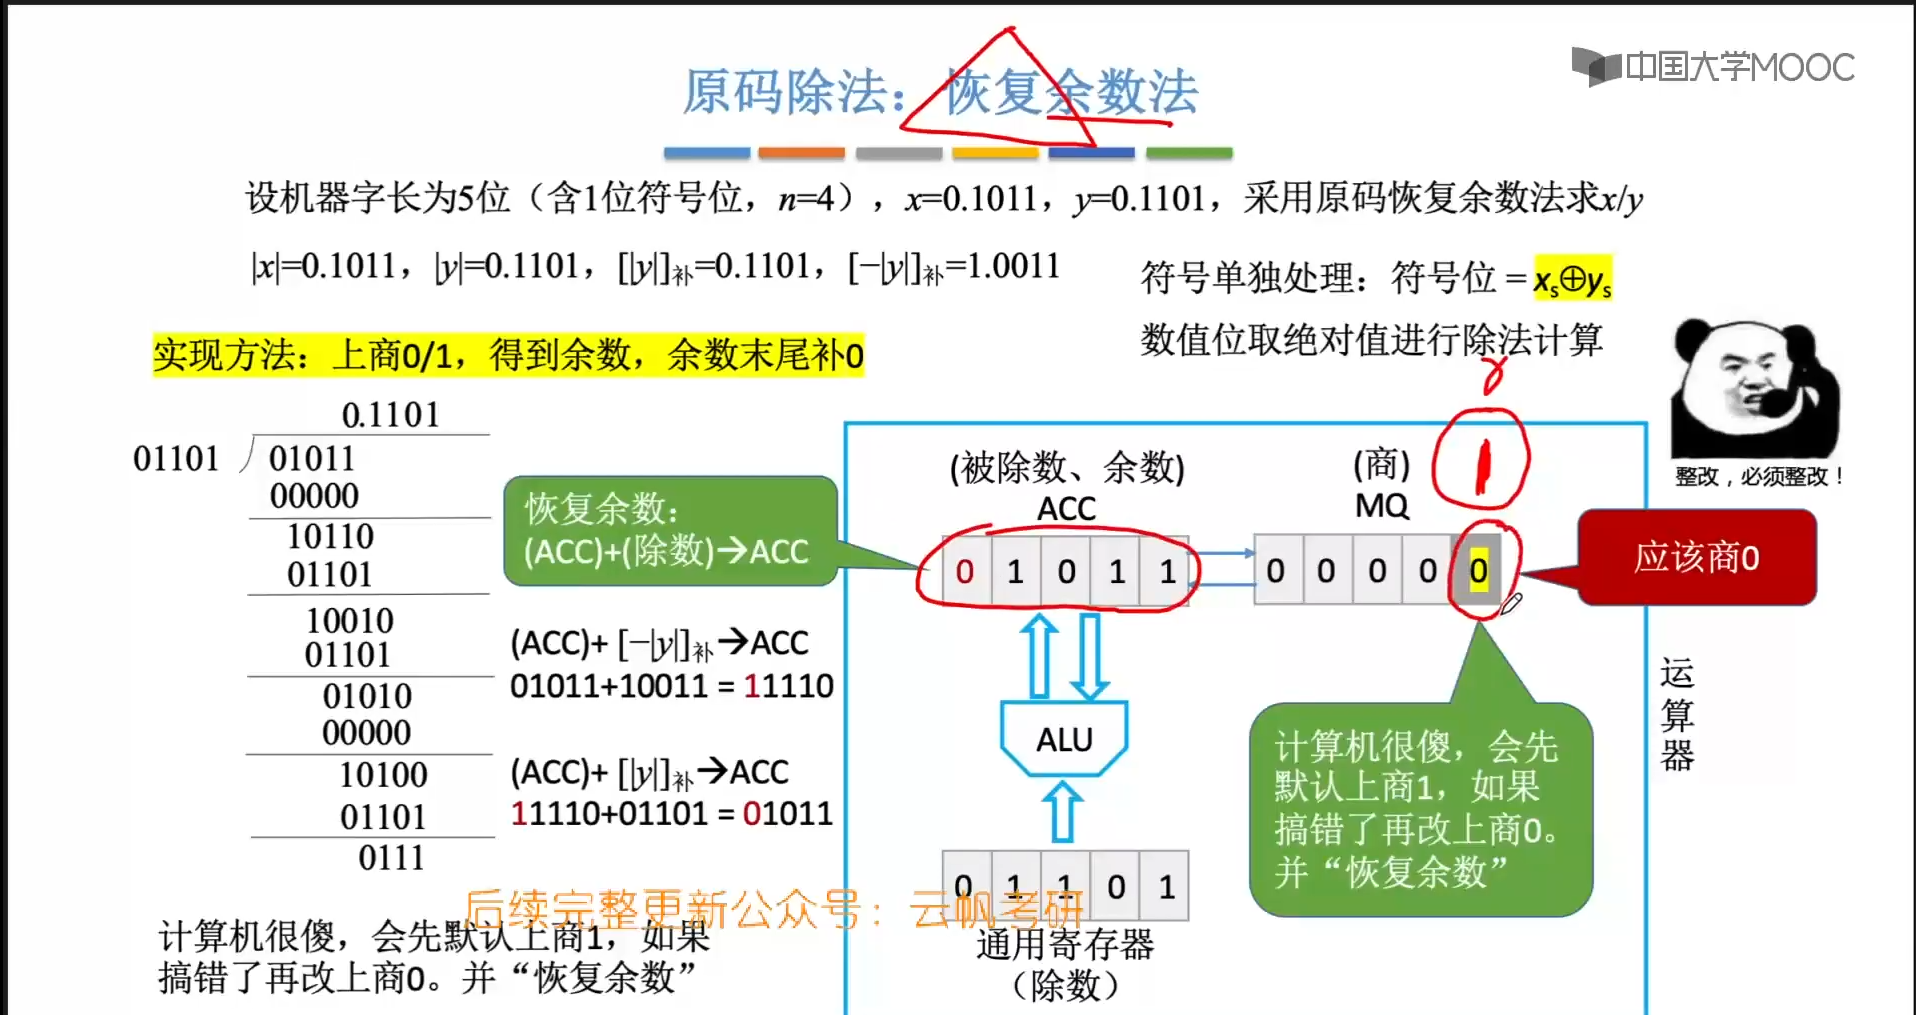 中国大学MOOC
原码除法：恢复余数法
设机器字长为5位（含1位符号位，n=4），x=0.1011，y=0.1101，采用原码恢复余数法求x/y
|x|=0.1011，|y|=0.1101，[|y|]补=0.1101，[−|y|]补=1.0011
符号单独处理：符号位 = xs⊕ys
数值位取绝对值进行除法计算
实现方法：上商0/1，得到余数，余数末尾补0
整改，必须整改！
0.1101
01101
01011
00000
10110
01101
10010
01101
01010
00000
10100
01101
0111
恢复余数：
(ACC)+(除数)→ACC
(ACC)+ [−|y|]补→ACC
01011+10011 = 11110
(ACC)+ [|y|]补→ACC
11110+01101 = 01011
(被除数、余数)
ACC
(商)
MQ
1
0 1 0 1 1
0 0 0 0 0
应该商0
ALU
运算器
计算机很傻，会先
默认上商1，如果
搞错了再改上商0。
并“恢复余数”
0 1 1 0 1
通用寄存器
（除数）
后续完整更新公众号：云帆考研
计算机很傻，会先默认上商1，如果
搞错了再改上商0。并“恢复余数”